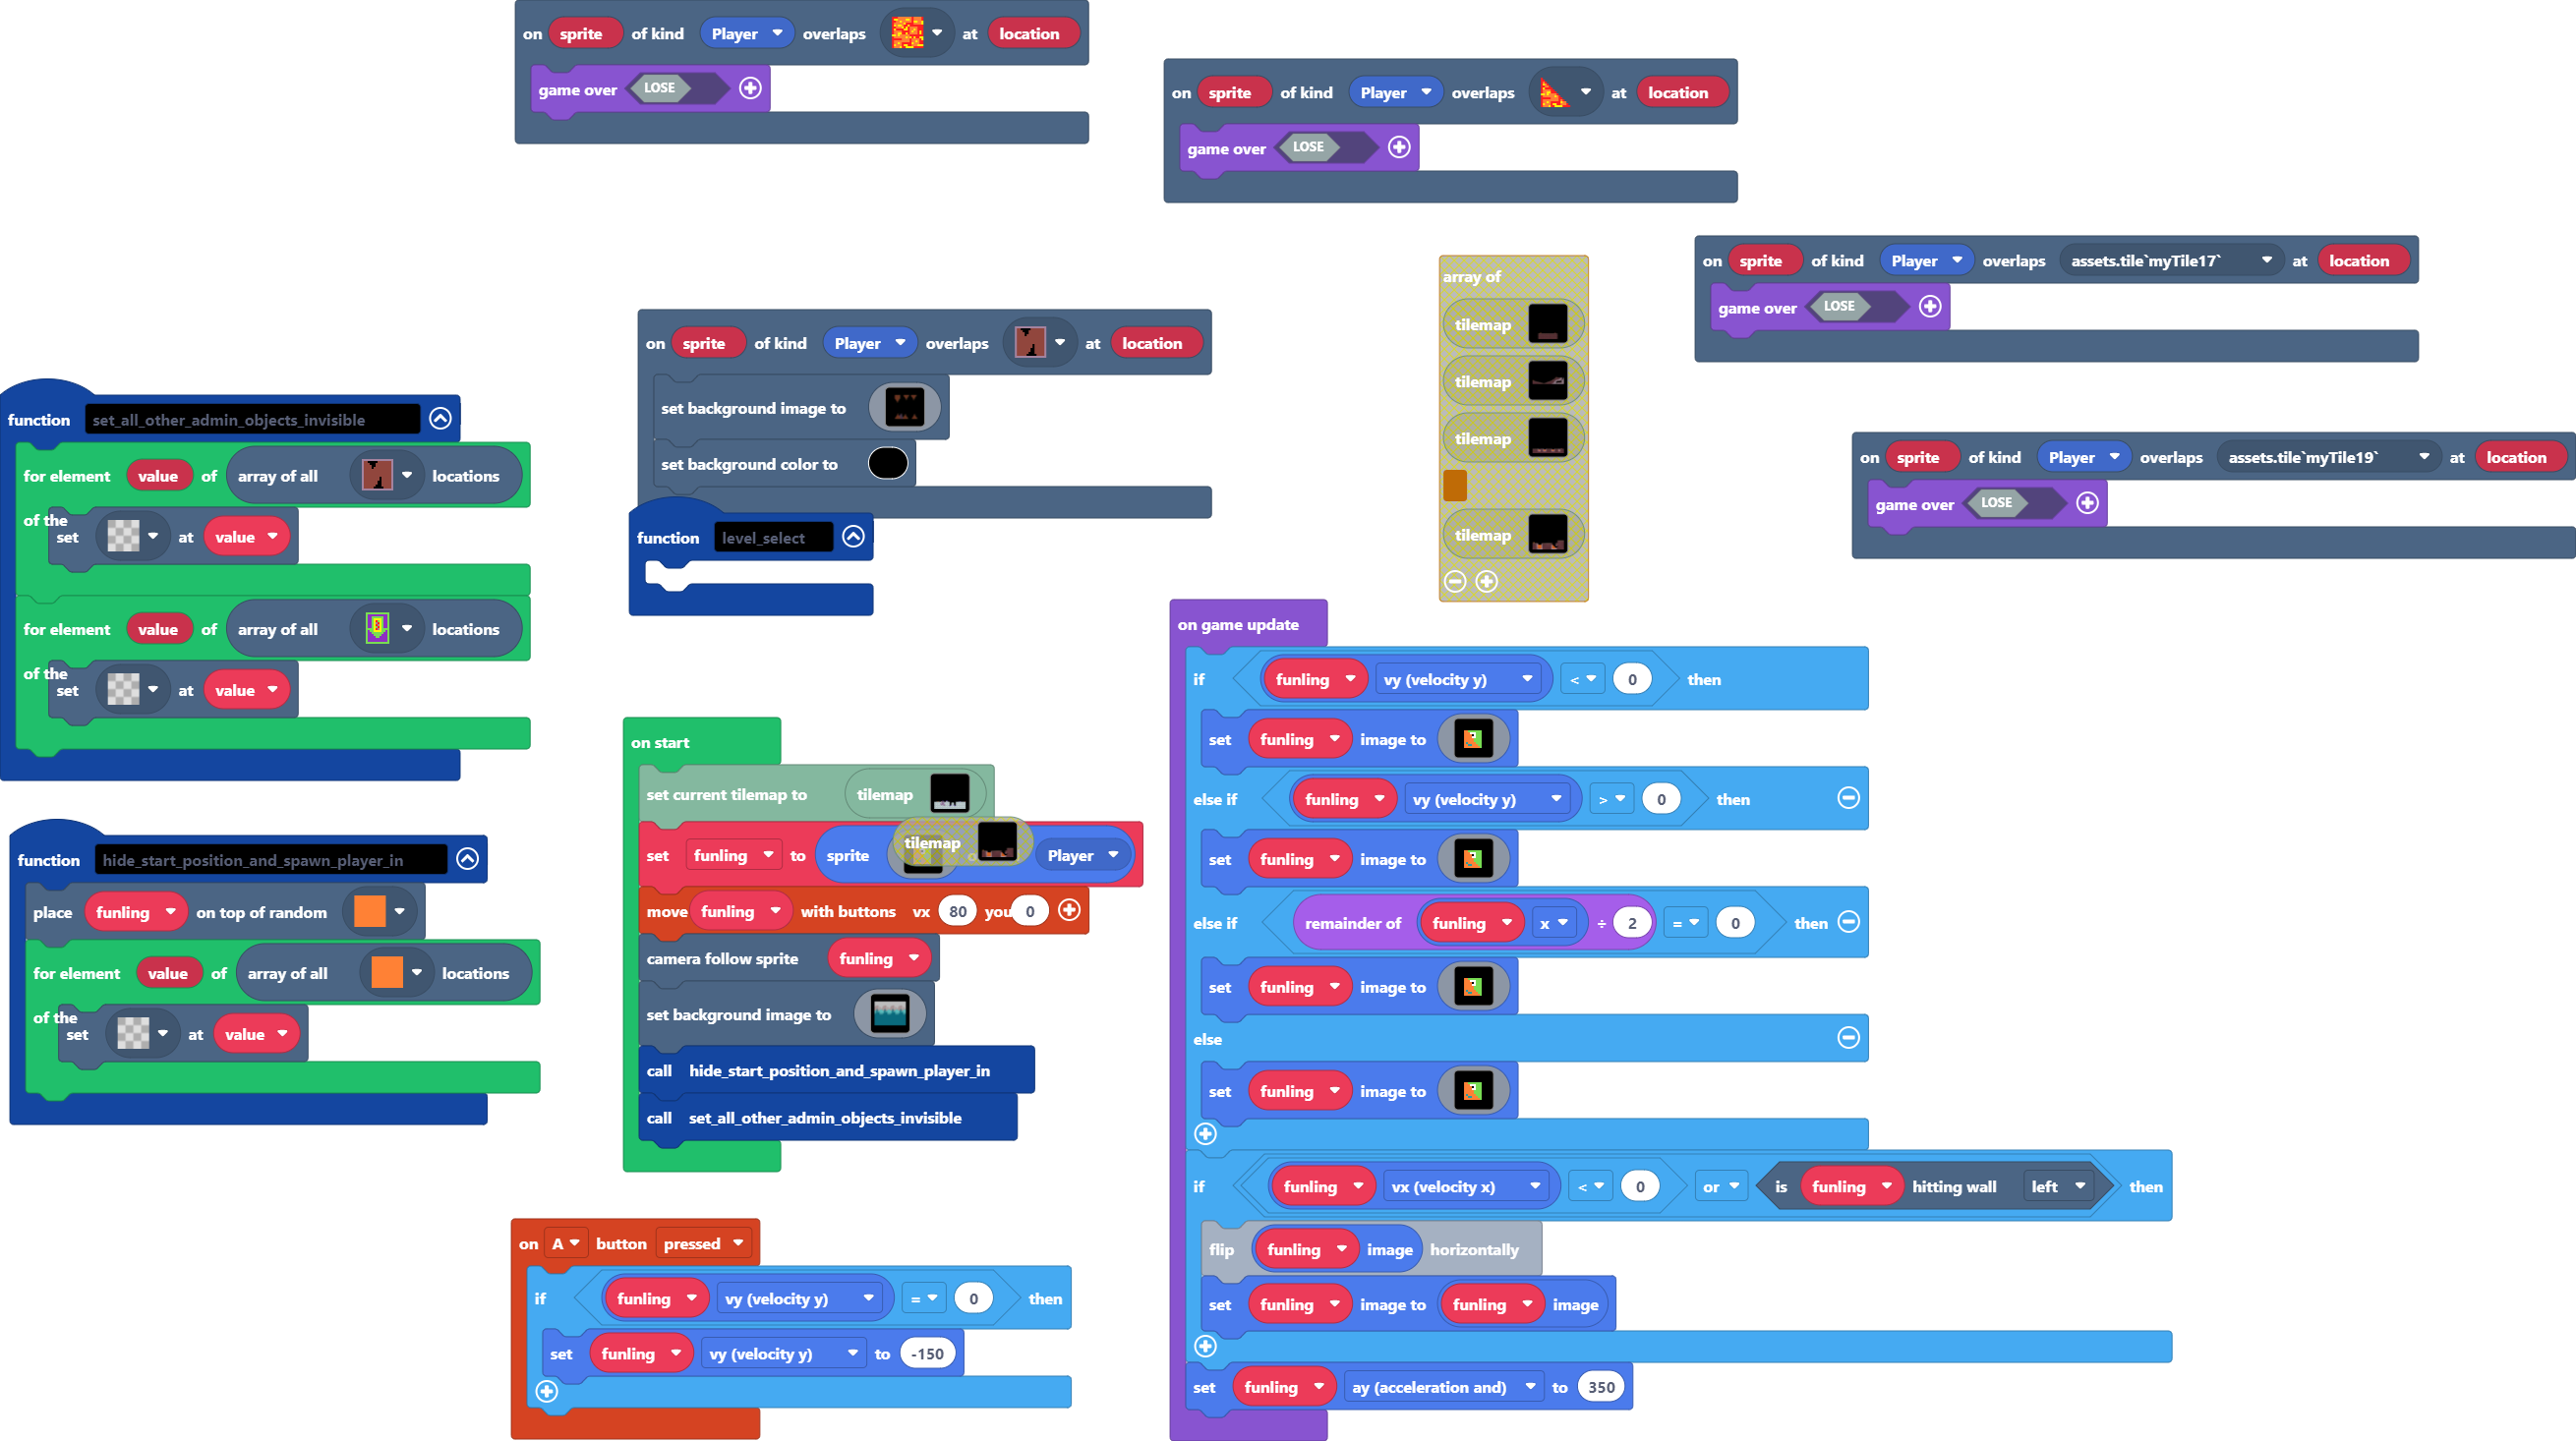 on sprite of kind Player overlaps at location
game over LOSE
on sprite of kind Player overlaps at location
game over LOSE
on sprite of kind Player overlaps assets.tile`myTile17` at location
game over LOSE
on sprite of kind Player overlaps at location
set background image to
set background color to
array of
tilemap
tilemap
tilemap
tilemap
on sprite of kind Player overlaps assets.tile`myTile19` at location
game over LOSE
function set_all_other_admin_objects_invisible
for element value of array of all locations
of the
set at value
for element value of array of all locations
of the
set at value
function level_select
function hide_start_position_and_spawn_player_in
place funling on top of random
for element value of array of all locations
of the
set at value
on start
set current tilemap to tilemap
set funling to sprite Player
tilemap
move funling with buttons vx 80 you 0
camera follow sprite funling
set background image to
call hide_start_position_and_spawn_player_in
call set_all_other_admin_objects_invisible
on A button pressed
if funling vy (velocity y) = 0 then
set funling vy (velocity y) to -150
on game update
if funling vy (velocity y) < 0 then
set funling image to
else if funling vy (velocity y) > 0 then
set funling image to
else if remainder of funling x ÷ 2 = 0 then
set funling image to
else
set funling image to
if funling vx (velocity x) < 0 or is funling hitting wall left then
flip funling image horizontally
set funling image to funling image
set funling ay (acceleration and) to 350